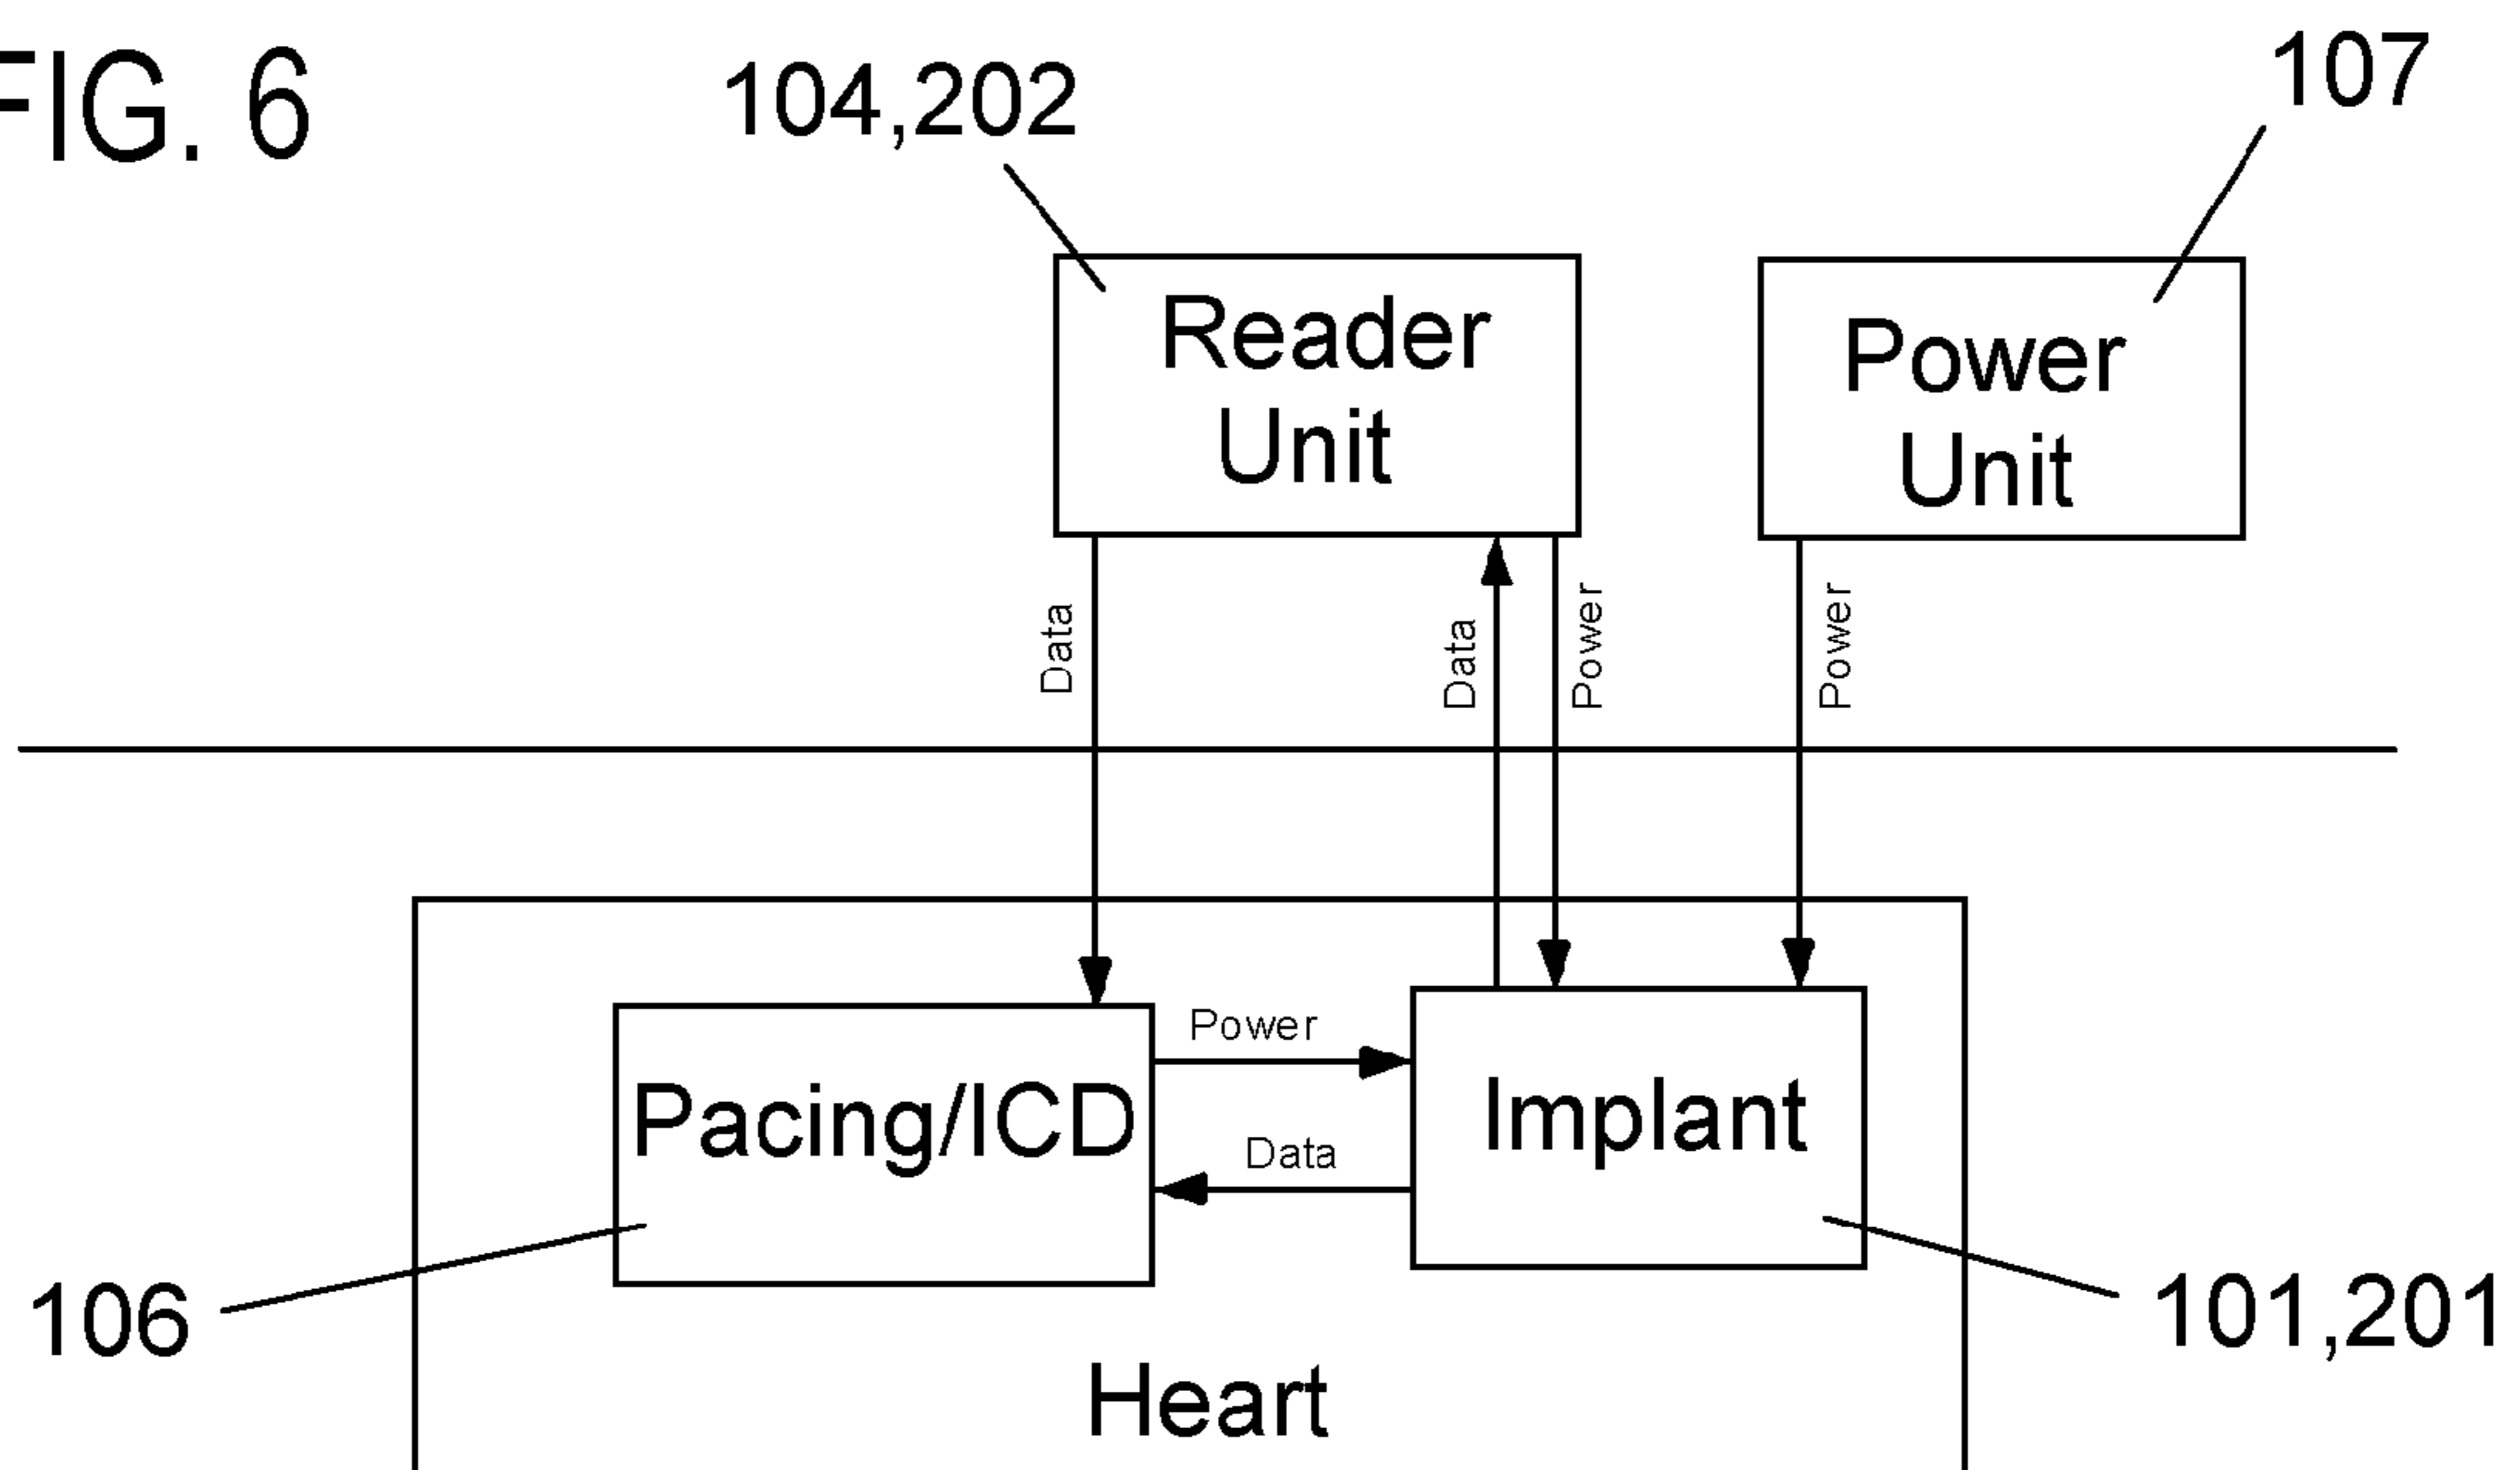 FIG. 6
104,202
107
Reader
Unit
Power
Unit
Data
Data
Power
Power
Power
Pacing/ICD
Implant
Data
106
101,201
Heart